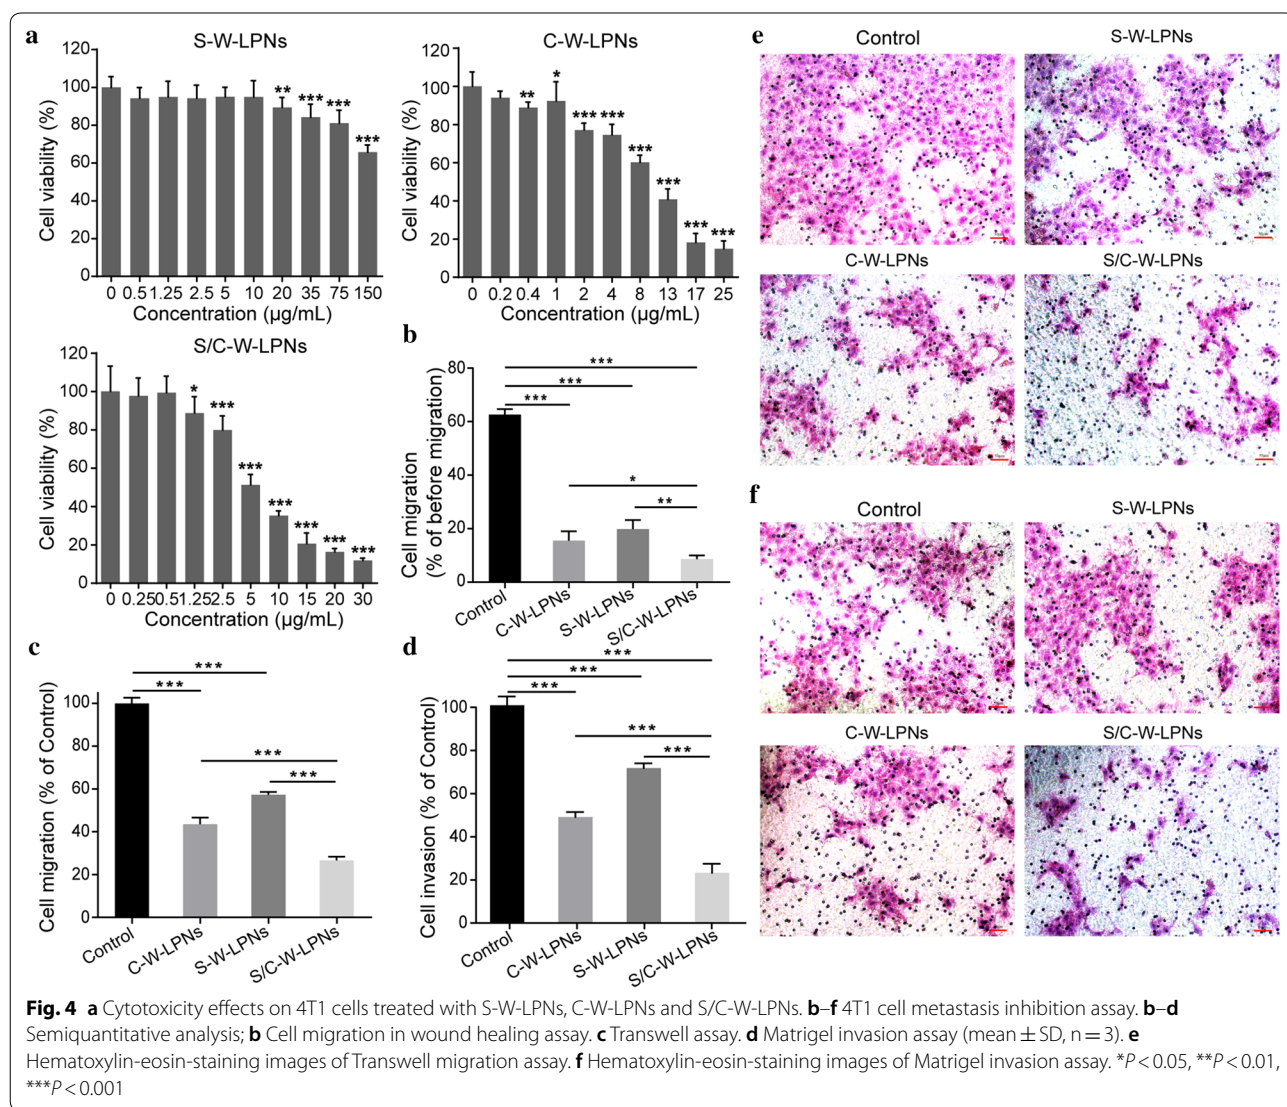 a
S-W-LPNs
Cell viability (%)
120
100
80
60
40
20
0
** *** *** ***
0 0.5 1.25 2.5 5 10 20 35 75 150
Concentration (µg/mL)
C-W-LPNs
Cell viability (%)
120
100
80
60
40
20
0
** * *** *** *** *** *** ***
0 0.2 0.4 1 2 4 8 13 17 25
Concentration (µg/mL)
S/C-W-LPNs
Cell viability (%)
120
100
80
60
40
20
0
* *** *** *** *** *** ***
0 0.25 0.5 1.25 2.5 5 10 15 20 30
Concentration (µg/mL)
b
Cell migration
(% of before migration)
80
60
40
20
0
***
***
***
*
**
Control C-W-LPNs S-W-LPNs S/C-W-LPNs
c
Cell migration (% of Control)
100
80
60
40
20
0
***
***
***
***
Control C-W-LPNs S-W-LPNs S/C-W-LPNs
d
Cell invasion (% of Control)
100
80
60
40
20
0
***
***
***
***
***
Control C-W-LPNs S-W-LPNs S/C-W-LPNs
e
Control S-W-LPNs
C-W-LPNs S/C-W-LPNs
f
Control S-W-LPNs
C-W-LPNs S/C-W-LPNs
Fig. 4 a Cytotoxicity effects on 4T1 cells treated with S-W-LPNs, C-W-LPNs and S/C-W-LPNs. b–f 4T1 cell metastasis inhibition assay. b–d
Semiquantitative analysis; b Cell migration in wound healing assay. c Transwell assay. d Matrigel invasion assay (mean ± SD, n = 3). e
Hematoxylin-eosin-staining images of Transwell migration assay. f Hematoxylin-eosin-staining images of Matrigel invasion assay. *P < 0.05, **P < 0.01,
***P < 0.001